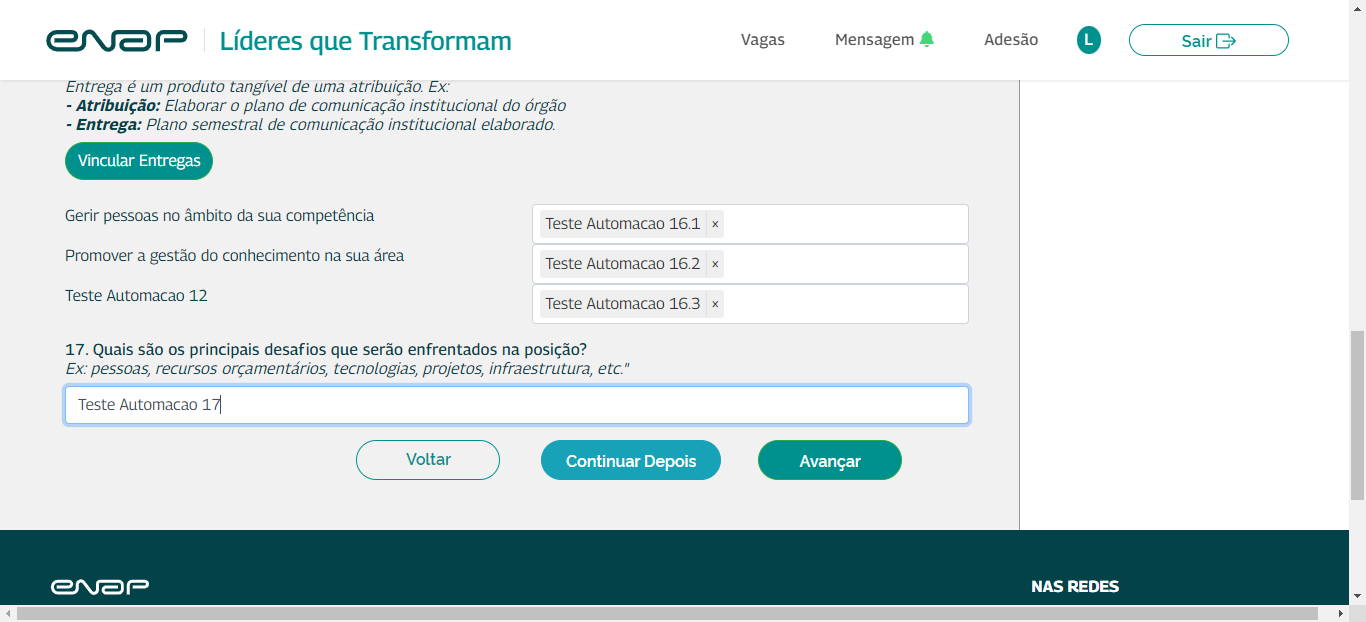 enap
Líderes que Transformam
Vagas
Mensagem
Adesão
L
Sair
Entrega é um produto tangível de uma atribuição. Ex:
- Atribuição: Elaborar o plano de comunicação institucional do órgão
- Entrega: Plano semestral de comunicação institucional elaborado.
Vincular Entregas
Gerir pessoas no âmbito da sua competência
Teste Automacao 16.1 ×
Promover a gestão do conhecimento na sua área
Teste Automacao 16.2 ×
Teste Automacao 12
Teste Automacao 16.3 ×
17. Quais são os principais desafios que serão enfrentados na posição?
Ex: pessoas, recursos orçamentários, tecnologias, projetos, infraestrutura, etc."
Teste Automacao 17
Voltar
Continuar Depois
Avançar
enap
NAS REDES